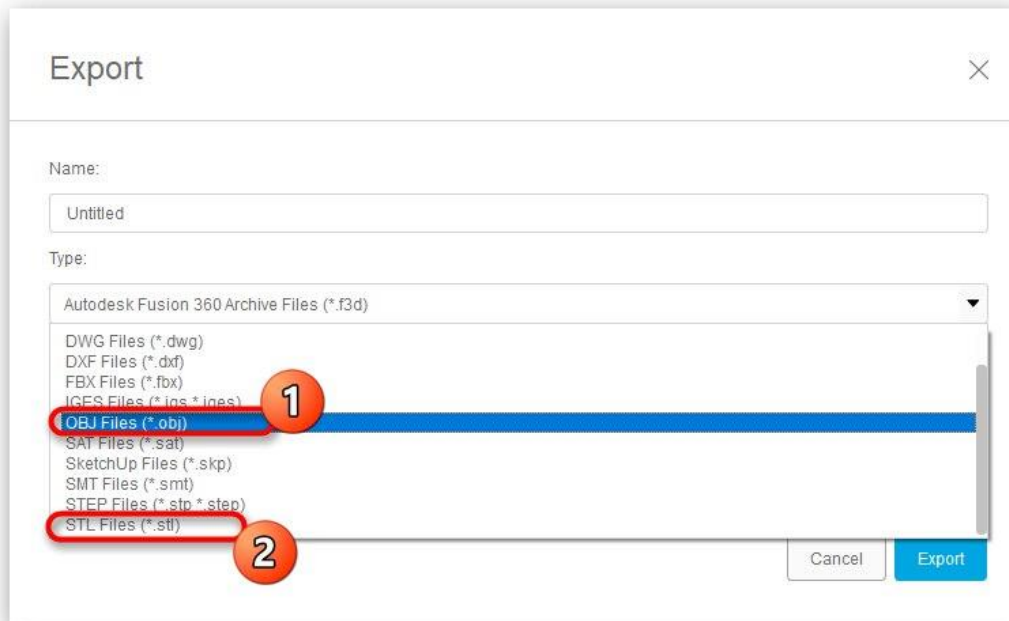 Export
Name:
Untitled
Type:
Autodesk Fusion 360 Archive Files (*.f3d)
DWG Files (*.dwg)
DXF Files (*.dxf)
FBX Files (*.fbx)
IGES Files (*.igs *.iges)
1
OBJ Files (*.obj)
SAT Files (*.sat)
SketchUp Files (*.skp)
SMT Files (*.smt)
STEP Files (*.stp *.step)
STL Files (*.stl)
2
Cancel
Export